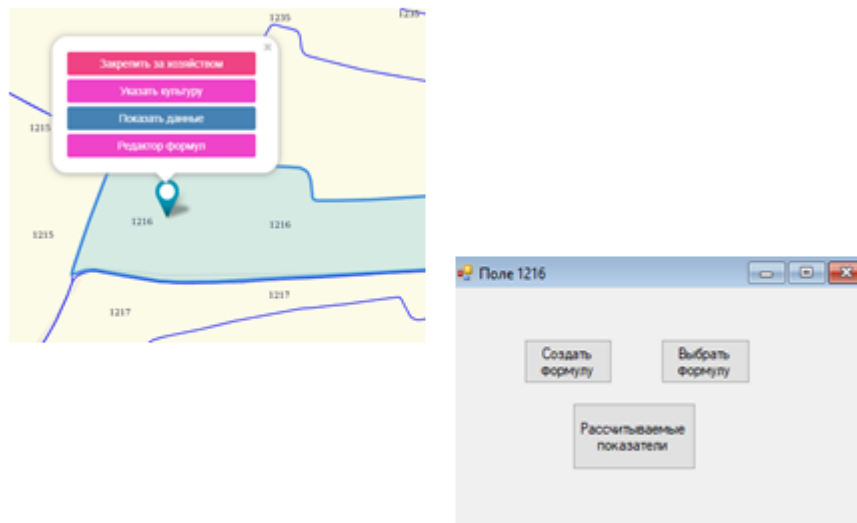 1235
1235
×
Закрепить за хозяйством
Указать культуру
Показать данные
Редактор формул
1215
1216
1216
1215
1217
1217
Поле 1216
Создать
формулу
Выбрать
формулу
Рассчитываемые
показатели